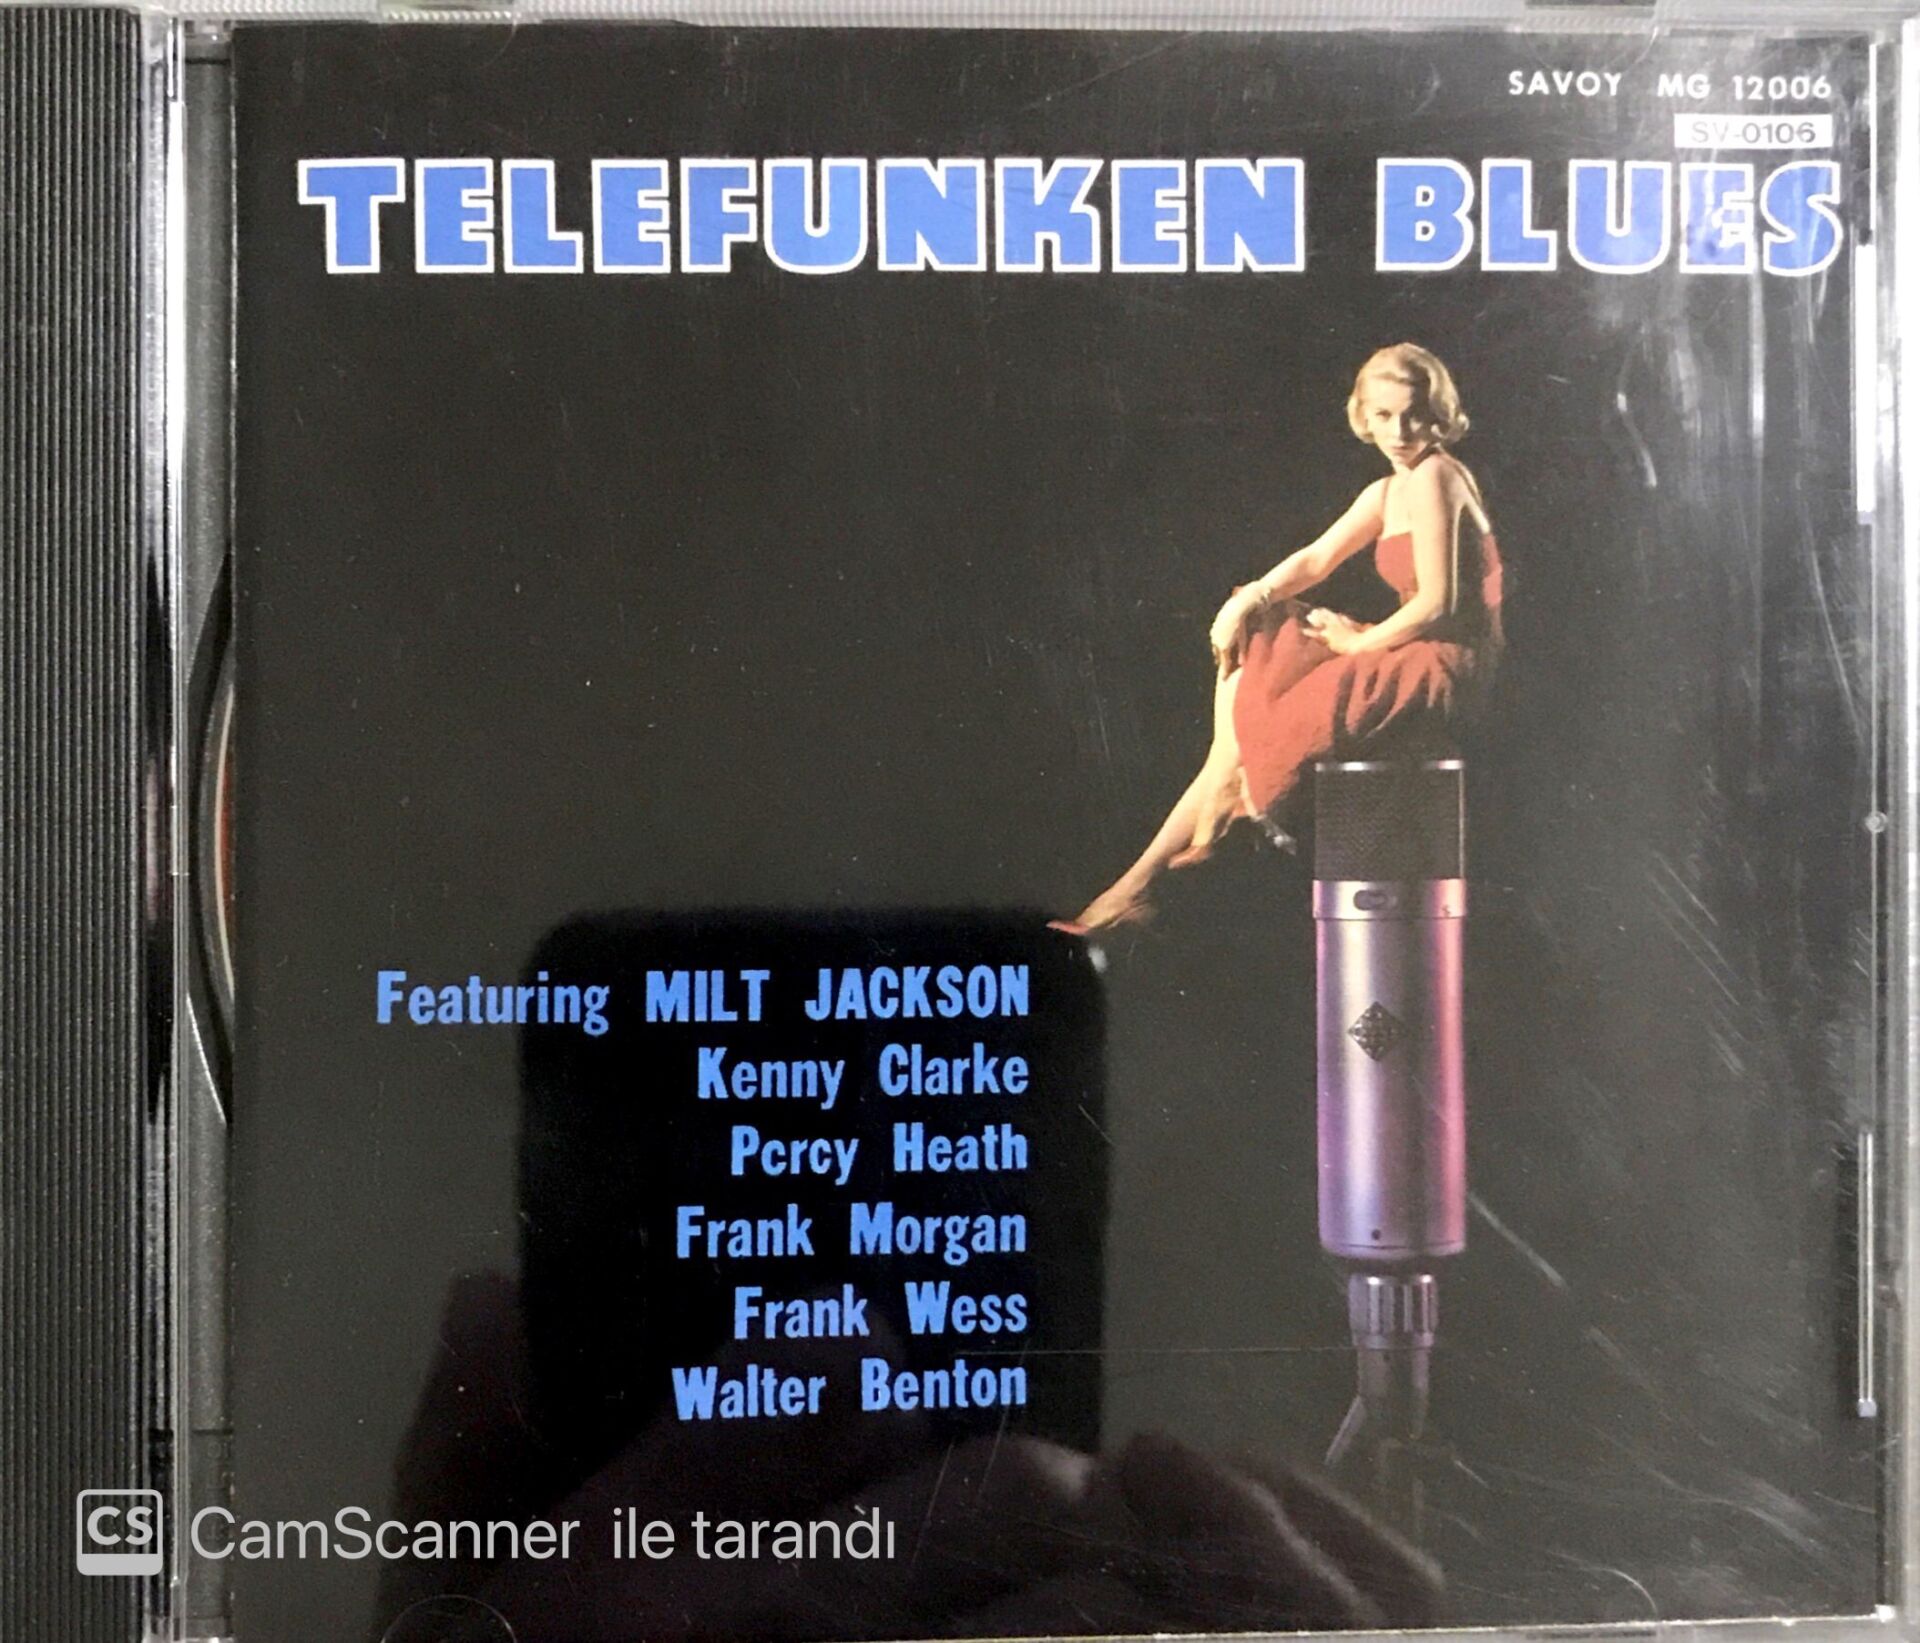 SAVOY MG 12006
SV-0106
TELEFUNKEN BLUES
Featuring MILT JACKSON
Kenny Clarke
Percy Heath
Frank Morgan
Frank Wess
Walter Benton
CS CamScanner ile tarandı